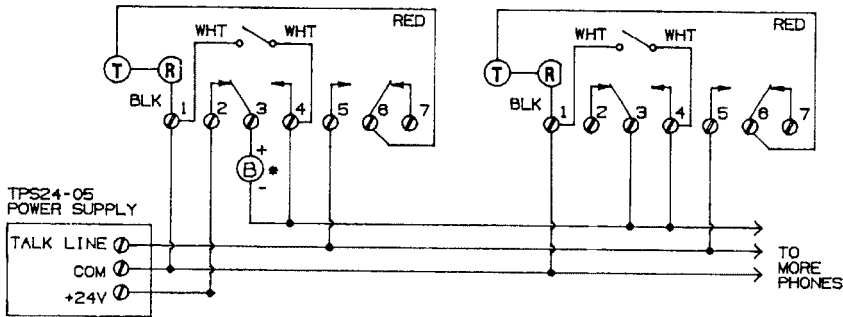 RED
WHT WHT
T R
BLK
1 2 3 4 5 6 7
+
B *
-
RED
WHT WHT
T R
BLK
1 2 3 4 5 6 7
TPS24-05
POWER SUPPLY
TALK LINE
COM
+24V
TO
MORE
PHONES